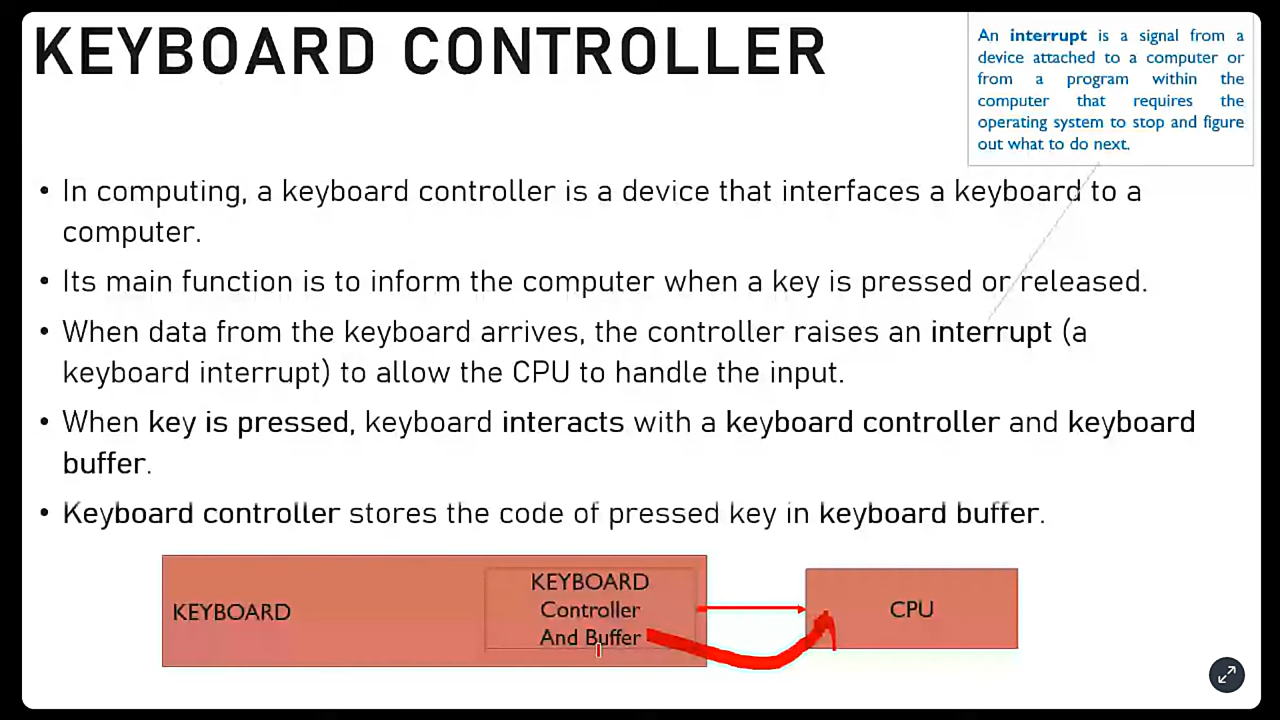 KEYBOARD CONTROLLER
An interrupt is a signal from a
device attached to a computer or
from a program within the
computer that requires the
operating system to stop and figure
out what to do next.
• In computing, a keyboard controller is a device that interfaces a keyboard to a
computer.
• Its main function is to inform the computer when a key is pressed or released.
• When data from the keyboard arrives, the controller raises an interrupt (a
keyboard interrupt) to allow the CPU to handle the input.
• When key is pressed, keyboard interacts with a keyboard controller and keyboard
buffer.
• Keyboard controller stores the code of pressed key in keyboard buffer.
KEYBOARD
KEYBOARD
Controller
And Buffer
CPU